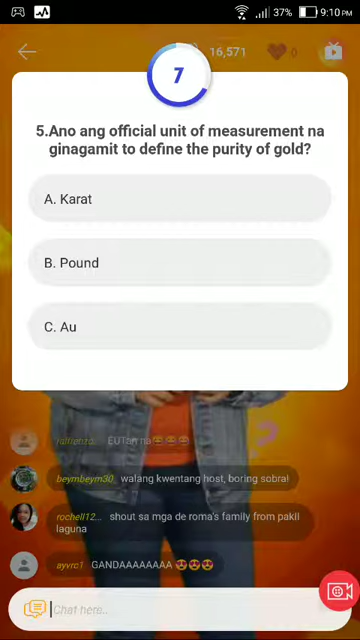 37%
9:10 PM
16,571
0
7
5.Ano ang official unit of measurement na
ginagamit to define the purity of gold?
A. Karat
B. Pound
C. Au
EUTan na
beymbeym30 walang kwentang host, boring sobra!
rochell12... shout sa mga de roma's family from pakil
laguna
ayvrc1 GANDAAAAAAAA
Chat here..